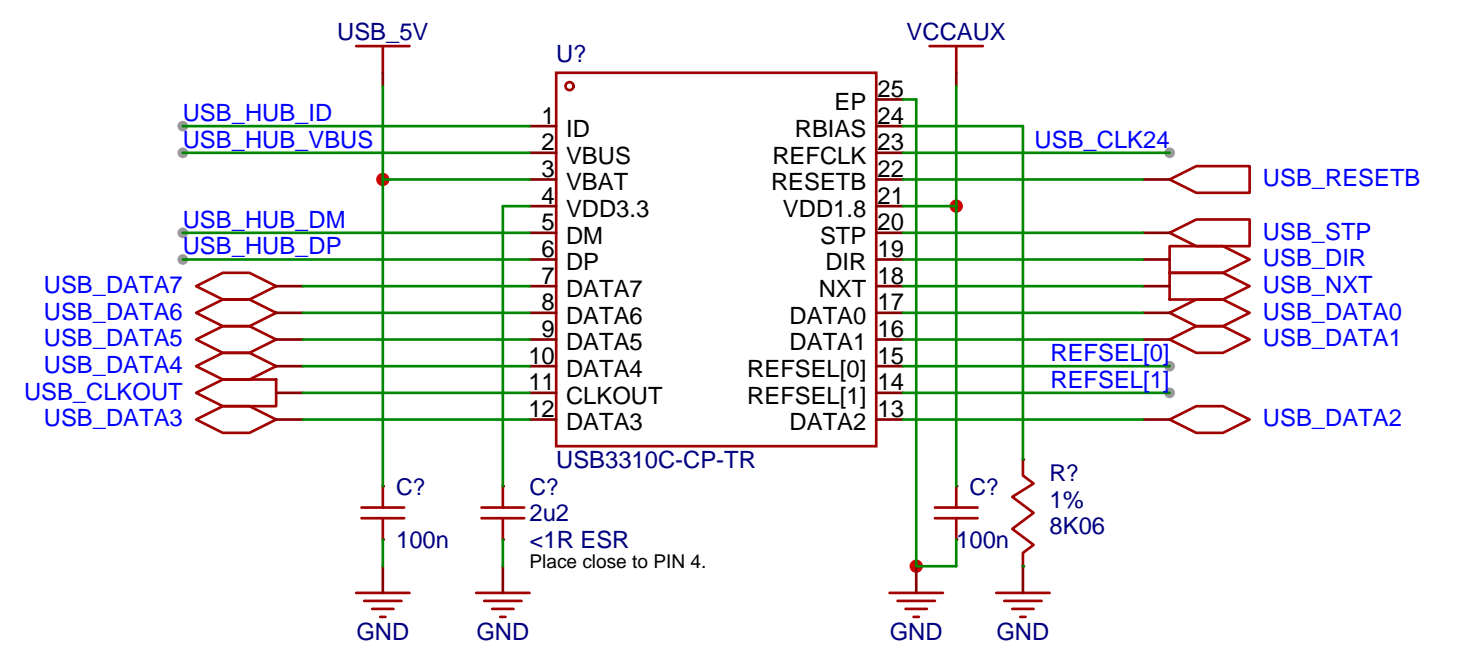 USB_5V
VCCAUX
U?
USB_HUB_ID
1
ID
USB_HUB_VBUS
2
VBUS
3
VBAT
4
VDD3.3
USB_HUB_DM
5
DM
USB_HUB_DP
6
DP
USB_DATA7
7
DATA7
USB_DATA6
8
DATA6
USB_DATA5
9
DATA5
USB_DATA4
10
DATA4
USB_CLKOUT
11
CLKOUT
USB_DATA3
12
DATA3
EP
25
RBIAS
24
REFCLK
23
USB_CLK24
RESETB
22
USB_RESETB
VDD1.8
21
STP
20
USB_STP
DIR
19
USB_DIR
NXT
18
USB_NXT
DATA0
17
USB_DATA0
DATA1
16
USB_DATA1
REFSEL[0]
15
REFSEL[0]
REFSEL[1]
14
REFSEL[1]
DATA2
13
USB_DATA2
USB3310C-CP-TR
C?
100n
C?
2u2
<1R ESR
Place close to PIN 4.
C?
100n
R?
1%
8K06
GND
GND
GND
GND